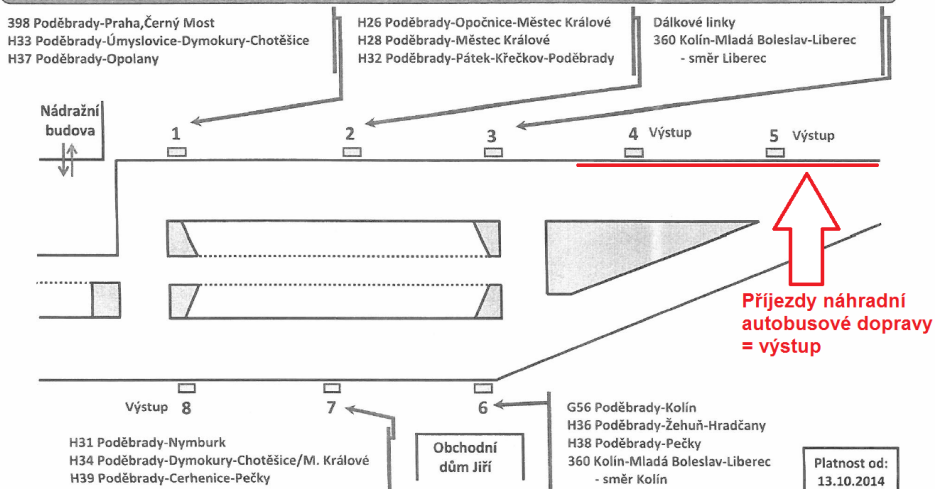 398 Poděbrady-Praha,Černý Most
H33 Poděbrady-Úmyslovice-Dymokury-Chotěšice
H37 Poděbrady-Opolany
H26 Poděbrady-Opočnice-Městec Králové
H28 Poděbrady-Městec Králové
H32 Poděbrady-Pátek-Křečkov-Poděbrady
Dálkové linky
360 Kolín-Mladá Boleslav-Liberec
- směr Liberec
Nádražní
budova
1
2
3
4 Výstup
5 Výstup
Příjezdy náhradní
autobusové dopravy
= výstup
Výstup 8
7
6
H31 Poděbrady-Nymburk
H34 Poděbrady-Dymokury-Chotěšice/M. Králové
H39 Poděbrady-Cerhenice-Pečky
Obchodní
dům Jiří
G56 Poděbrady-Kolín
H36 Poděbrady-Žehuň-Hradčany
H38 Poděbrady-Pečky
360 Kolín-Mladá Boleslav-Liberec
- směr Kolín
Platnost od:
13.10.2014